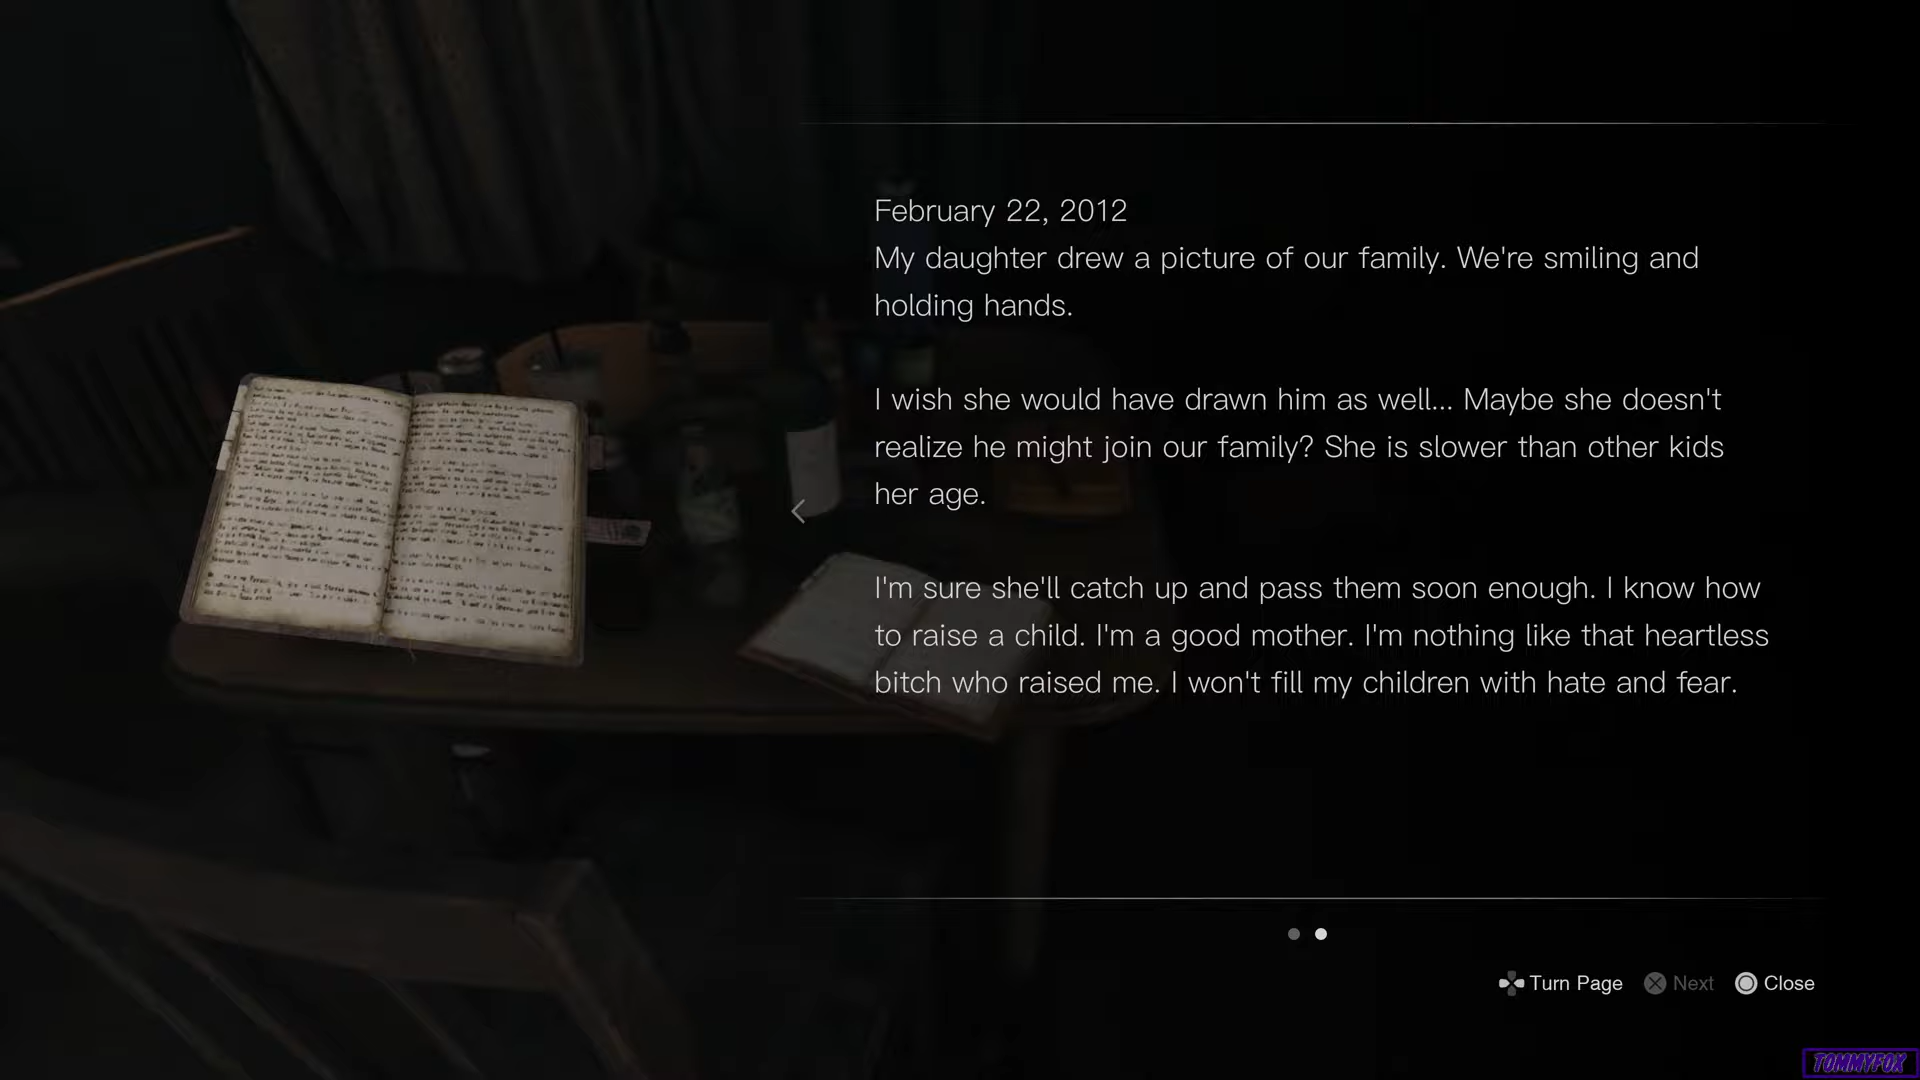 February 22, 2012
My daughter drew a picture of our family. We're smiling and
holding hands.
I wish she would have drawn him as well... Maybe she doesn't
realize he might join our family? She is slower than other kids
her age.
I'm sure she'll catch up and pass them soon enough. I know how
to raise a child. I'm a good mother. I'm nothing like that heartless
bitch who raised me. I won't fill my children with hate and fear.
Turn Page Next Close
TOMMYFOX